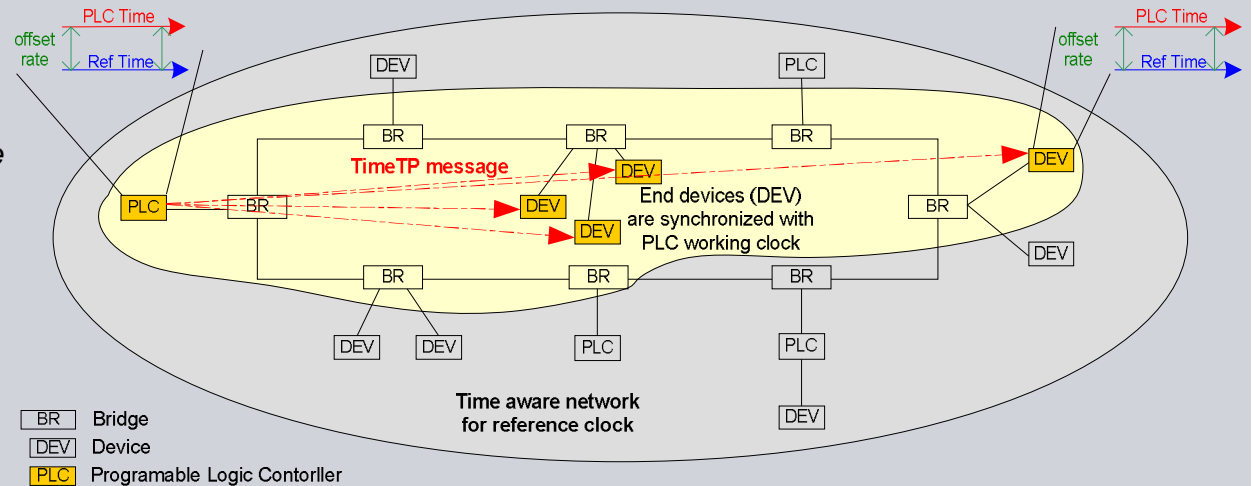 PLC Time
offset
rate
Ref Time
PLC Time
offset
rate
Ref Time
DEV
PLC
BR
BR
BR
e
TimeTP message
DEV
DEV
PLC
BR
DEV
DEV
End devices (DEV)
are synchronized with
PLC working clock
BR
DEV
BR
BR
BR
DEV
DEV
PLC
PLC
DEV
Time aware network
for reference clock
BR Bridge
DEV Device
PLC Programable Logic Contorller